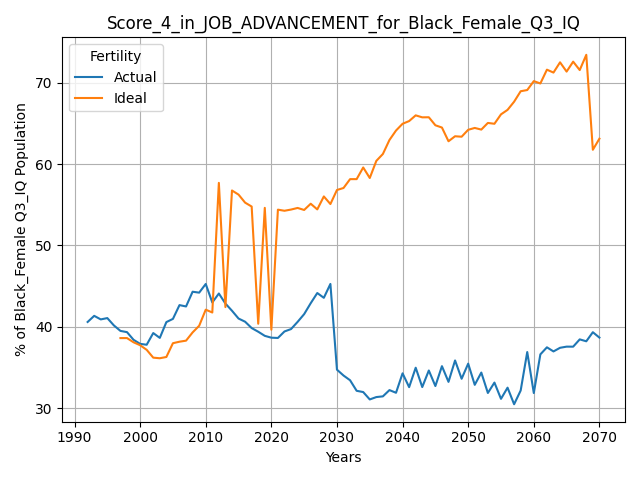 Score_4_in_JOB_ADVANCEMENT_for_Black_Female_Q3_IQ
Fertility
Actual
Ideal
% of Black_Female Q3_IQ Population
70
60
50
40
30
1990
2000
2010
2020
2030
2040
2050
2060
2070
Years